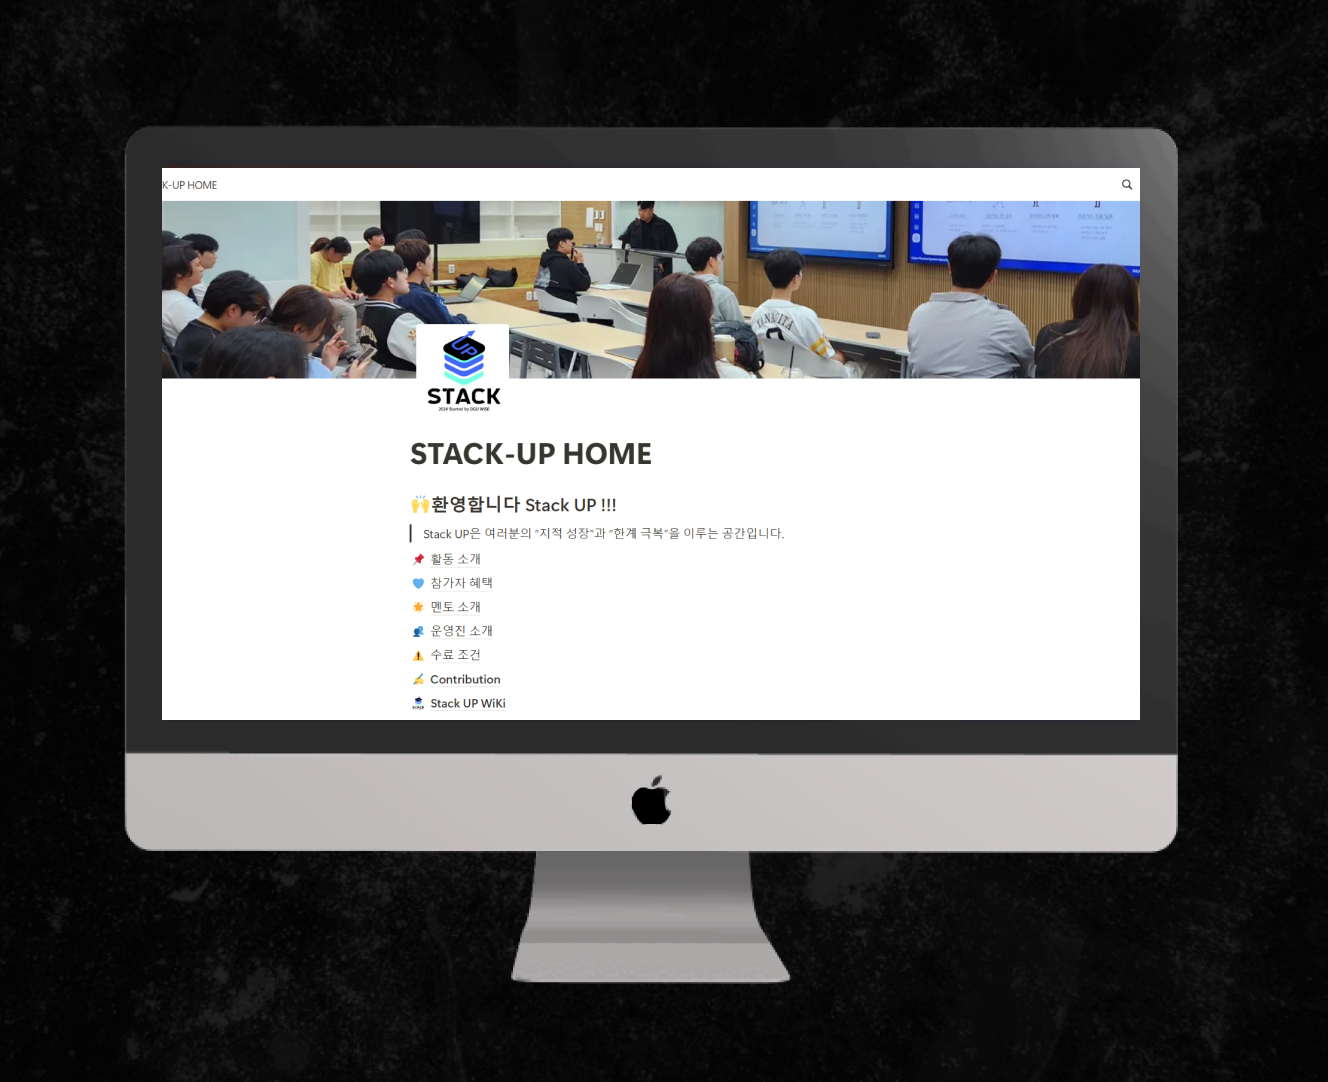 K-UP HOME
UP
STACK
2024 Started by DGU WISE
STACK-UP HOME
🙌환영합니다 Stack UP !!!
Stack UP은 여러분의 “지적 성장”과 “한계 극복”을 이루는 공간입니다.
📌 활동 소개
💙 참가자 혜택
멘토 소개
👥 운영진 소개
⚠️ 수료 조건
✍️ Contribution
Stack UP WiKi